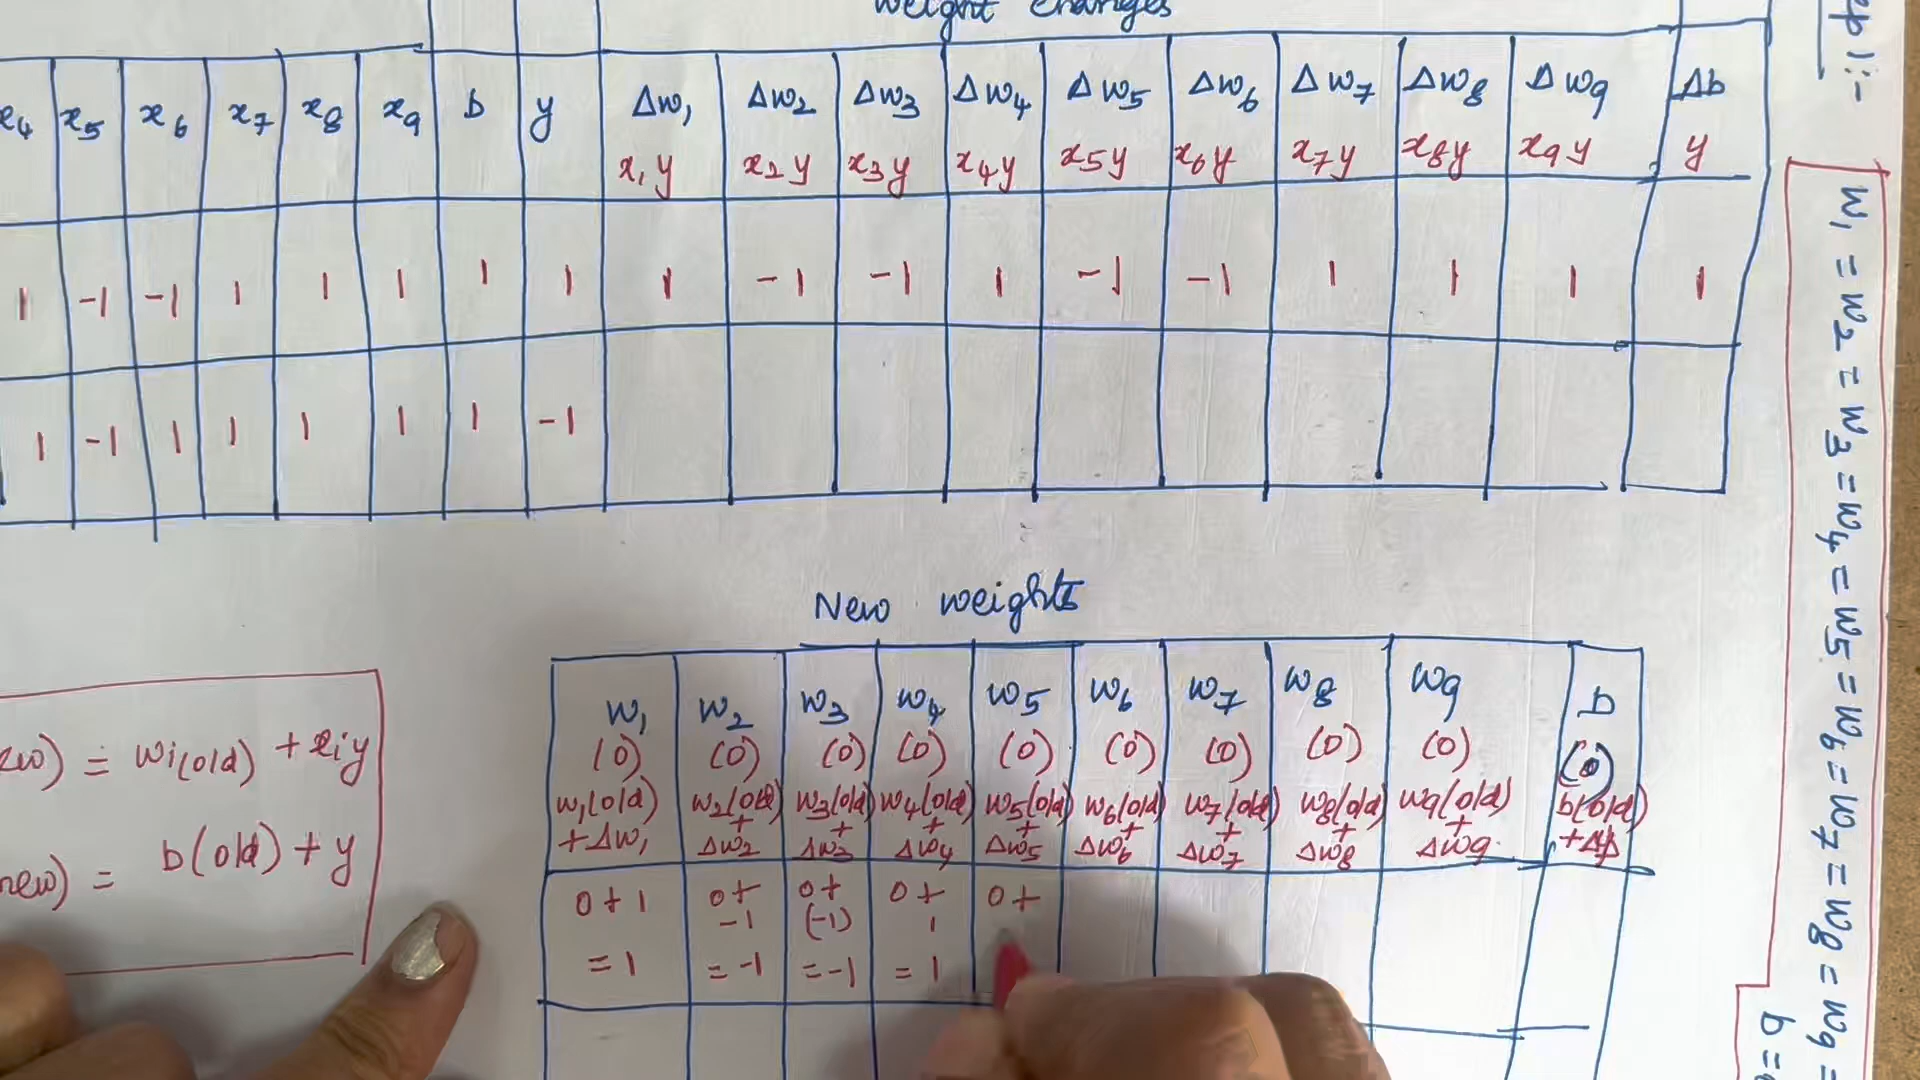 Weight changes
x4 x5 x6 x7 x8 x9 b y Δw1 Δw2 Δw3 Δw4 Δw5 Δw6 Δw7 Δw8 Δw9 Δb
x1y x2y x3y x4y x5y x6y x7y x8y x9y y
1 -1 -1 1 1 1 1 1 1 -1 -1 1 -1 -1 1 1 1 1
1 -1 1 1 1 1 1 -1
New weights
w1 w2 w3 w4 w5 w6 w7 w8 w9 b
(0) (0) (0) (0) (0) (0) (0) (0) (0) (0)
w1(old) w2(old) w3(old) w4(old) w5(old) w6(old) w7(old) w8(old) w9(old) b(old)
+ Δw1 + Δw2 + Δw3 + Δw4 + Δw5 + Δw6 + Δw7 + Δw8 + Δw9 + Δb
0+1 0+ 0+ 0+ 0+
-1 (-1) 1
=1 =-1 =-1 =1
= wi(old) + xiy
new) = b(old) + y
ep1:-
w1 = w2 = w3 = w4 = w5 = w6 = w7 = w8 = w9 =
b =